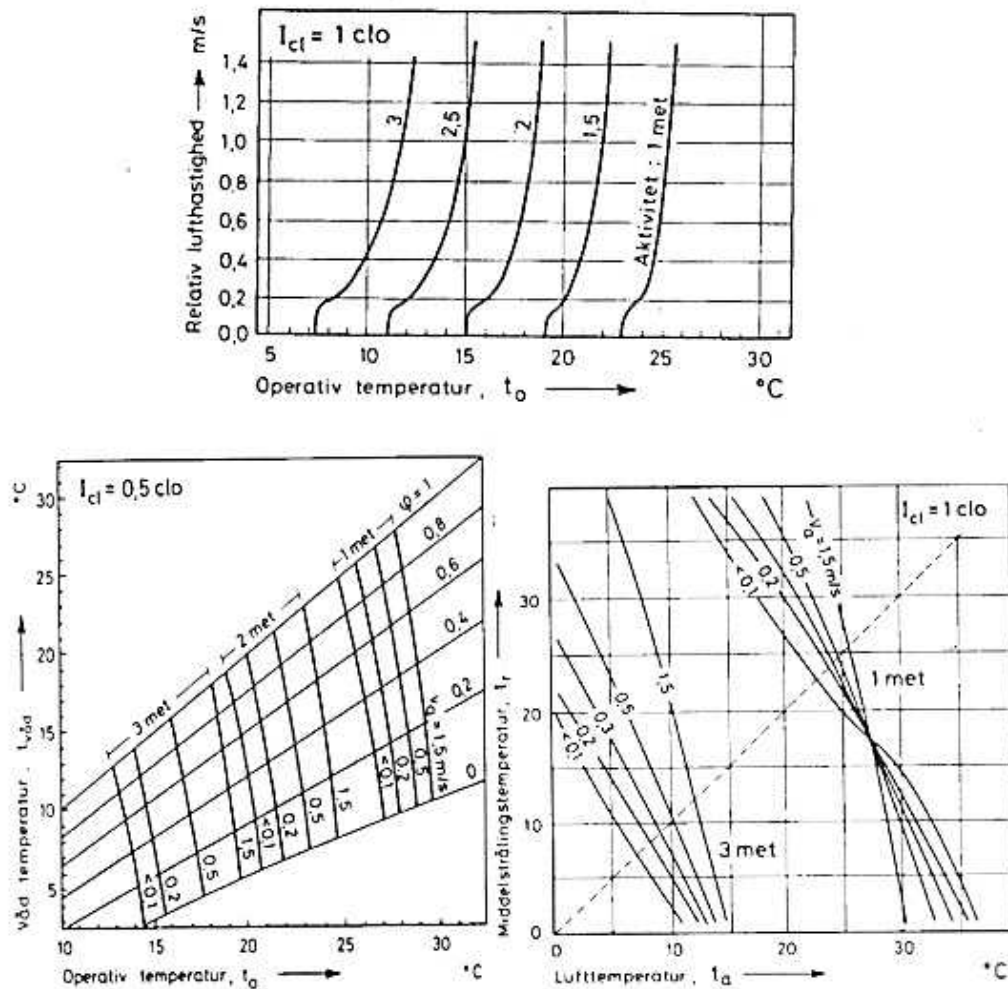 I_cl = 1 clo
Relativ lufthastighed → m/s
1,4
1,2
1,0
0,8
0,6
0,4
0,2
0,0
3
2,5
2
1,5
Aktivitet : 1 met
5 10 15 20 25 30
Operativ temperatur, t_o → °C
I_cl = 0,5 clo
°C
Våd temperatur, t_våd →
30
25
20
15
10
5
3 met
2 met
1 met
φ = 1
0,8
0,6
0,4
0,2
0
<0,1
0,2
0,5
1,5
<0,1
0,2
0,5
1,5
<0,1
0,2
0,5
v_a = 1,5 m/s
10 15 20 25 30
Operativ temperatur, t_o → °C
I_cl = 1 clo
Middelstrålingstemperatur, t_r →
30
20
10
0
<0,1
0,2
0,3
0,5
1,5
<0,1
0,2
0,5
v_a = 1,5 m/s
1 met
3 met
0 10 20 30
Lufttemperatur, t_a → °C